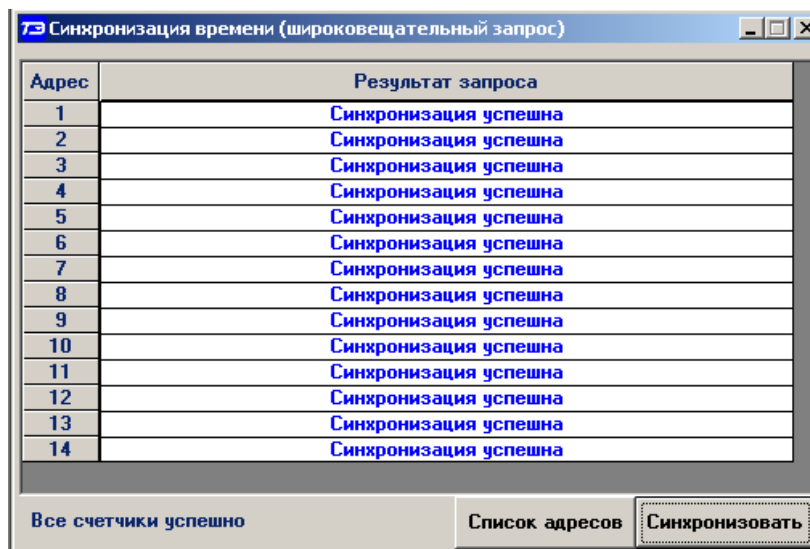 ТЭ Синхронизация времени (широковещательный запрос)
Адрес Результат запроса
1 Синхронизация успешна
2 Синхронизация успешна
3 Синхронизация успешна
4 Синхронизация успешна
5 Синхронизация успешна
6 Синхронизация успешна
7 Синхронизация успешна
8 Синхронизация успешна
9 Синхронизация успешна
10 Синхронизация успешна
11 Синхронизация успешна
12 Синхронизация успешна
13 Синхронизация успешна
14 Синхронизация успешна
Все счетчики успешно Список адресов Синхронизовать